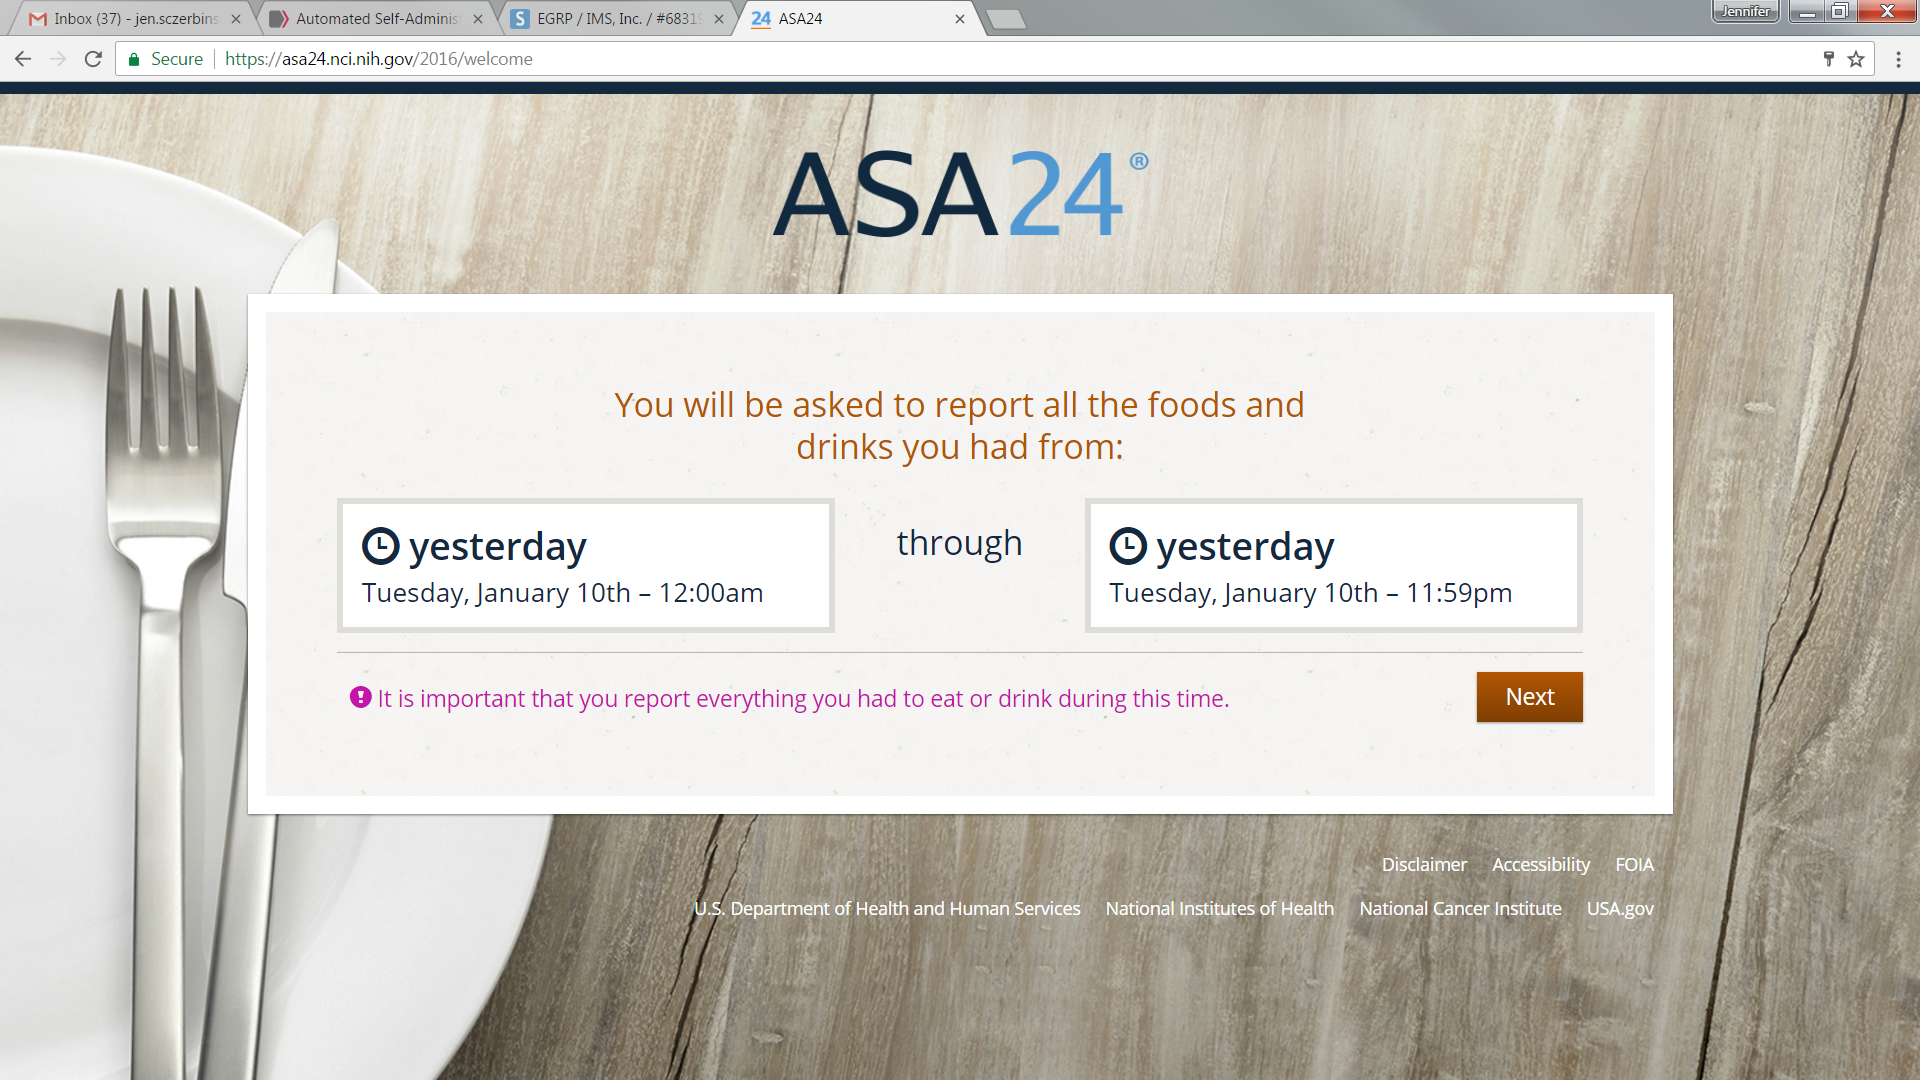 Inbox (37) - jen.sczerbins
Automated Self-Adminis
EGRP / IMS, Inc. / #6831
24 ASA24
Jennifer
Secure https://asa24.nci.nih.gov/2016/welcome
ASA24®
You will be asked to report all the foods and
drinks you had from:
yesterday
Tuesday, January 10th – 12:00am
through
yesterday
Tuesday, January 10th – 11:59pm
It is important that you report everything you had to eat or drink during this time.
Next
Disclaimer Accessibility FOIA
U.S. Department of Health and Human Services National Institutes of Health National Cancer Institute USA.gov